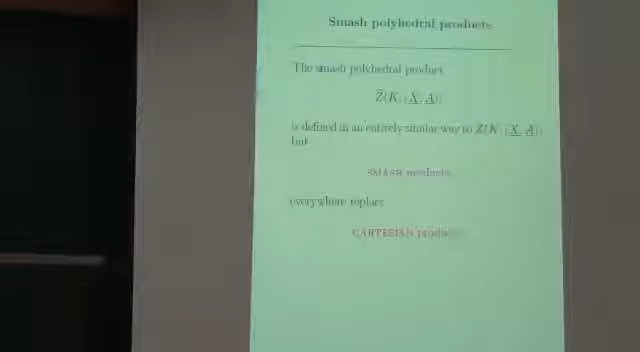 Smash polyhedral products
The smash polyhedral product
Ẑ(K; (X, A))
is defined in an entirely similar way to Z(K; (X, A))
but
SMASH products
everywhere replace
CARTESIAN products